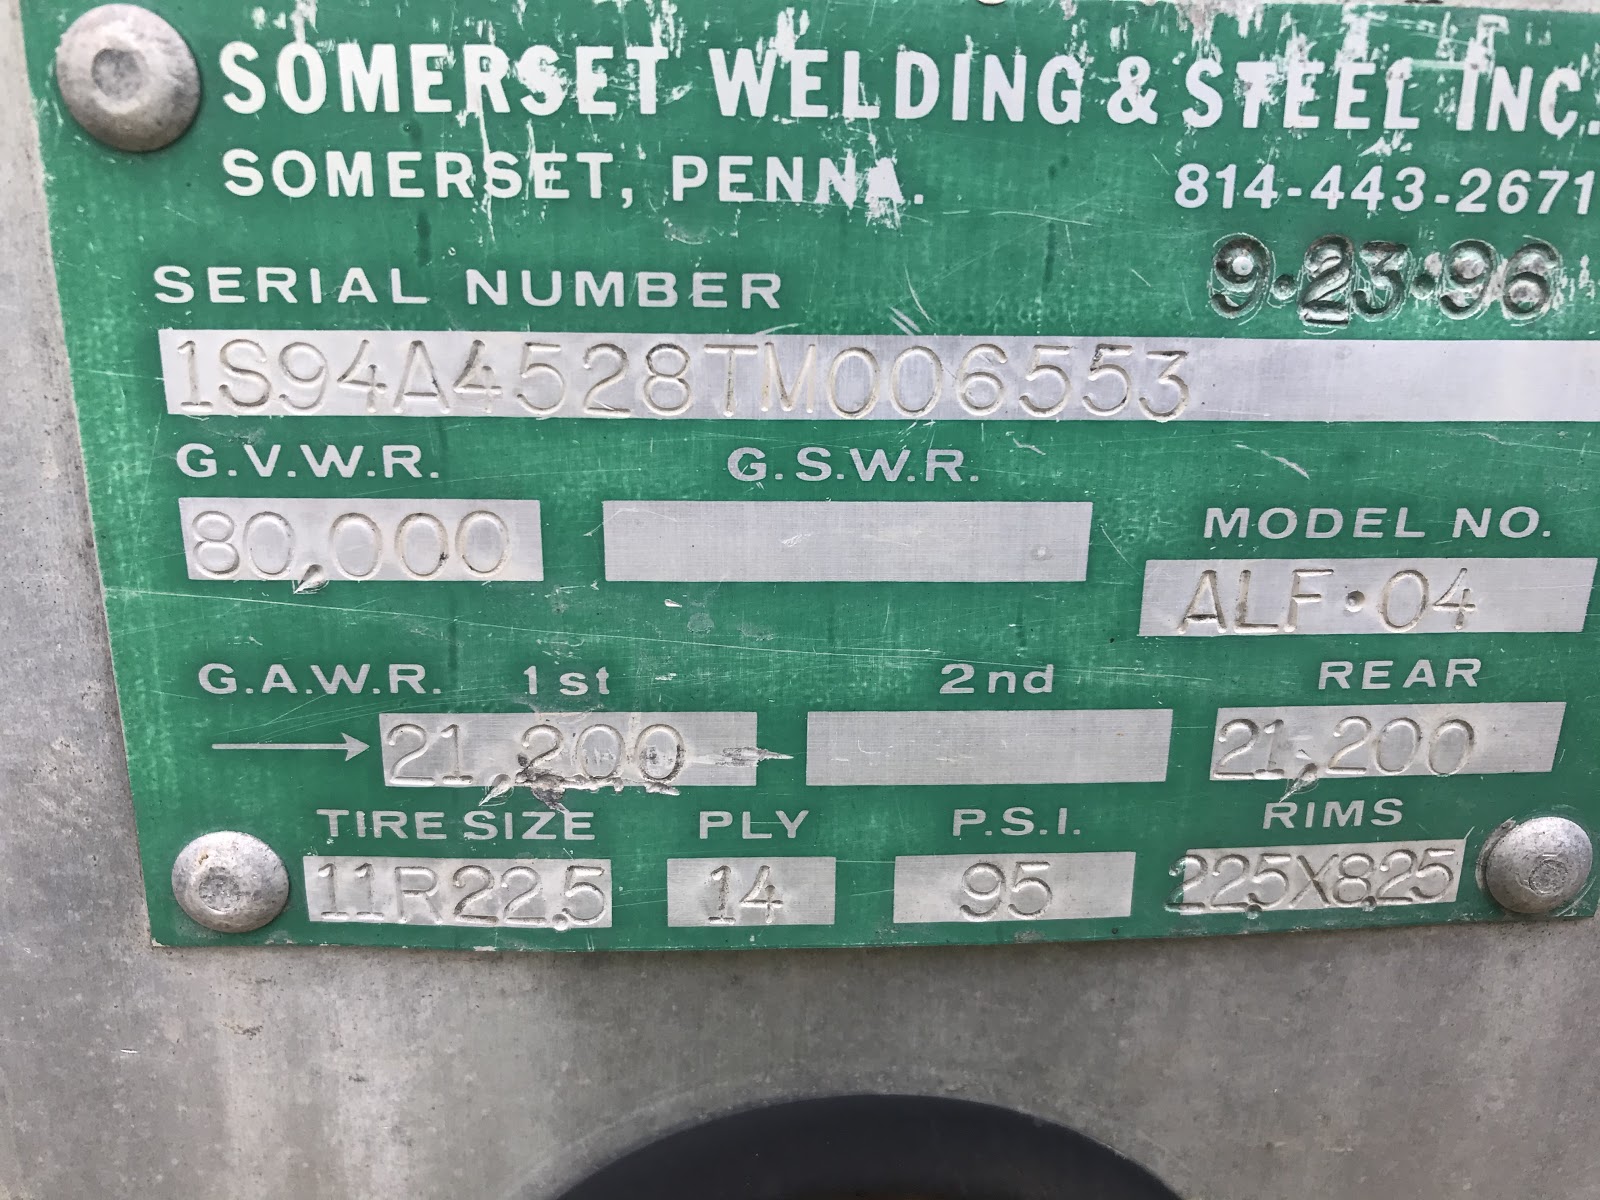 SOMERSET WELDING & STEEL INC.
SOMERSET, PENNA. 814-443-2671
SERIAL NUMBER 9·23·96
1S94A4528TM006553
G.V.W.R. G.S.W.R.
80,000
MODEL NO.
ALF·04
G.A.W.R. 1st 2nd REAR
21,200 21,200
TIRE SIZE PLY P.S.I. RIMS
11R22.5 14 95 22.5X8.25